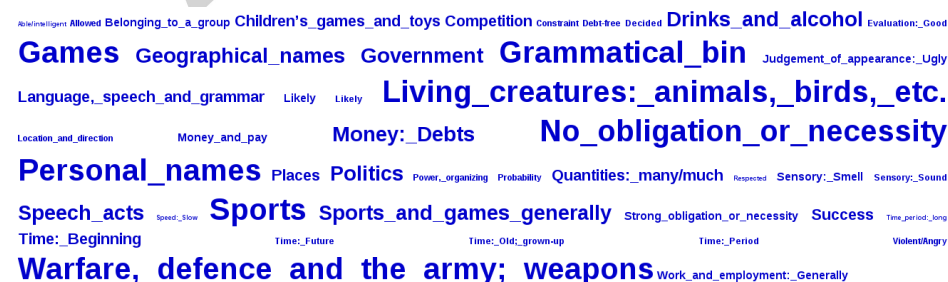 Able/intelligent Allowed Belonging_to_a_group Children's_games_and_toys Competition Constraint Debt-free Decided Drinks_and_alcohol Evaluation:_Good
Games Geographical_names Government Grammatical_bin Judgement_of_appearance:_Ugly
Language,_speech_and_grammar Likely Likely Living_creatures:_animals,_birds,_etc.
Location_and_direction Money_and_pay Money:_Debts No_obligation_or_necessity
Personal_names Places Politics Power,_organizing Probability Quantities:_many/much Respected Sensory:_Smell Sensory:_Sound
Speech_acts Speed:_Slow Sports Sports_and_games_generally Strong_obligation_or_necessity Success Time_period:_long
Time:_Beginning Time:_Future Time:_Old;_grown-up Time:_Period Violent/Angry
Warfare,_defence_and_the_army;_weapons Work_and_employment:_Generally